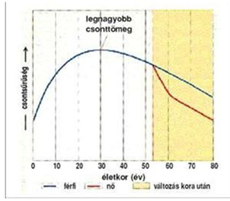 legnagyobb
csonttömeg
csontsűrűség
0 10 20 30 40 50 60 70 80
életkor (év)
férfi nő változás kora után